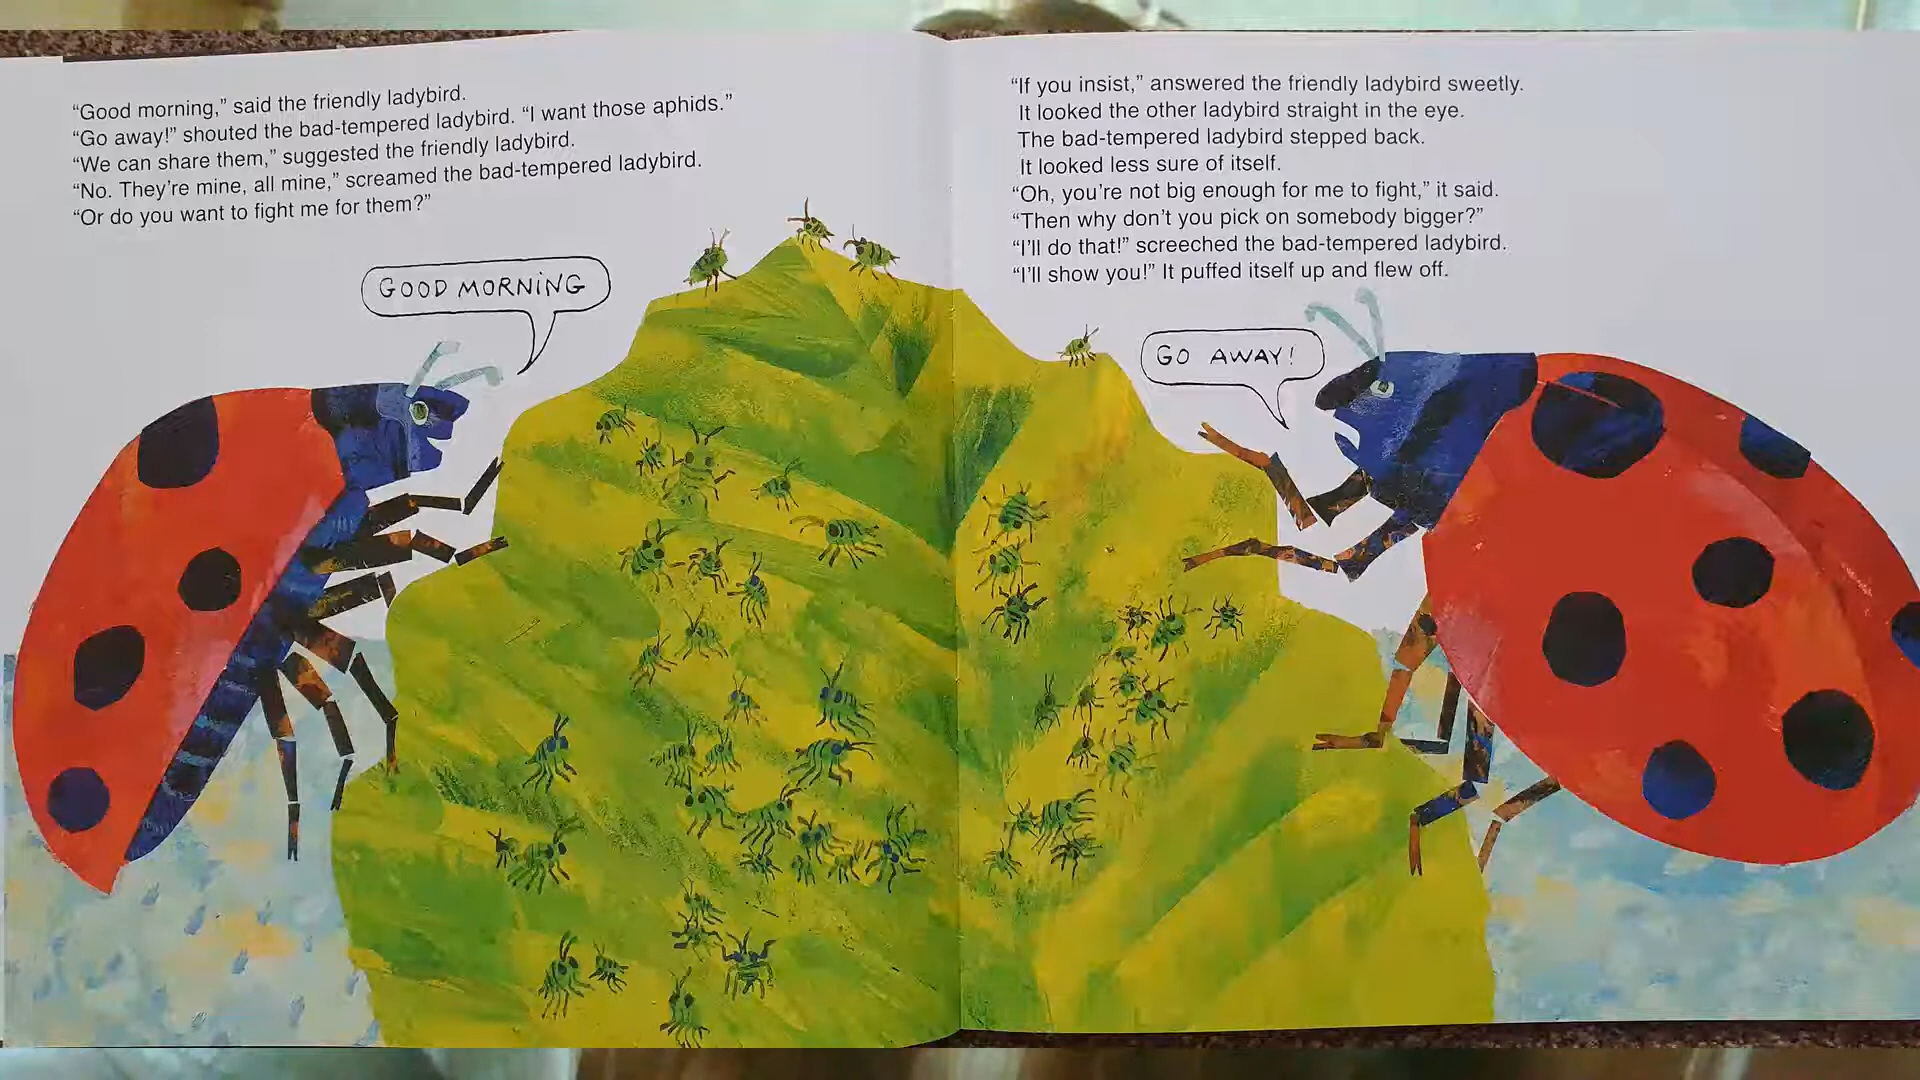 “Good morning,” said the friendly ladybird.
“Go away!” shouted the bad-tempered ladybird. “I want those aphids.”
“We can share them,” suggested the friendly ladybird.
“No. They’re mine, all mine,” screamed the bad-tempered ladybird.
“Or do you want to fight me for them?”
GOOD MORNiNG
“If you insist,” answered the friendly ladybird sweetly.
It looked the other ladybird straight in the eye.
The bad-tempered ladybird stepped back.
It looked less sure of itself.
“Oh, you’re not big enough for me to fight,” it said.
“Then why don’t you pick on somebody bigger?”
“I’ll do that!” screeched the bad-tempered ladybird.
“I’ll show you!” It puffed itself up and flew off.
GO AWAY!